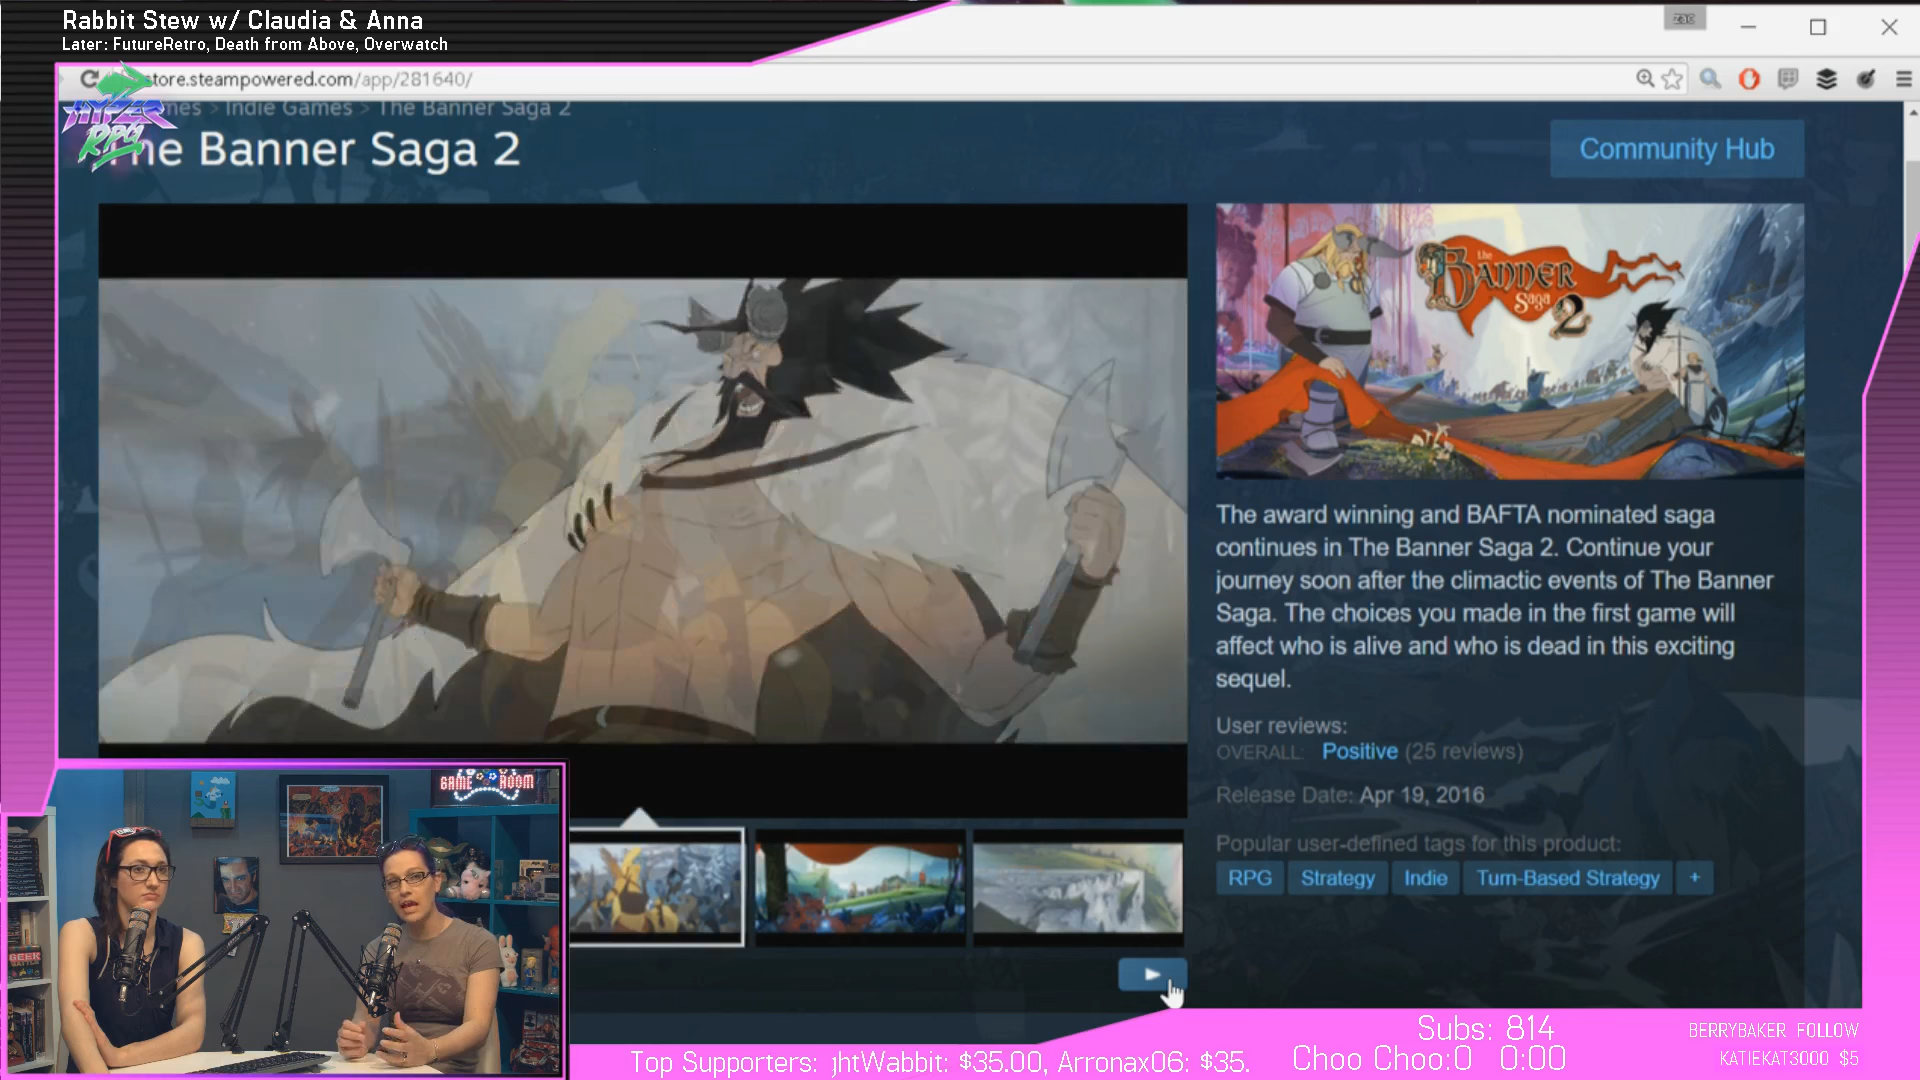 Rabbit Stew w/ Claudia & Anna
Later: FutureRetro, Death from Above, Overwatch
zac
store.steampowered.com/app/281640/
HYPER
RPG
> Indie Games > The Banner Saga 2
The Banner Saga 2
Community Hub
the
BANNER
Saga
2
The award winning and BAFTA nominated saga
continues in The Banner Saga 2. Continue your
journey soon after the climactic events of The Banner
Saga. The choices you made in the first game will
affect who is alive and who is dead in this exciting
sequel.
User reviews:
OVERALL: Positive (25 reviews)
Release Date: Apr 19, 2016
Popular user-defined tags for this product:
RPG Strategy Indie Turn-Based Strategy +
GAME ROOM
GEEK
Subs: 814
BERRYBAKER FOLLOW
Top Supporters: jhtWabbit: $35.00, Arronax06: $35.
Choo Choo:0 0:00
KATIEKAT3000 $5